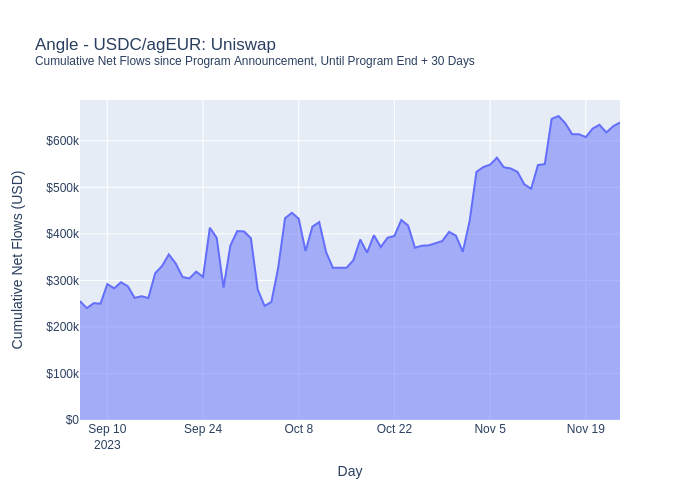 Angle - USDC/agEUR: Uniswap
Cumulative Net Flows since Program Announcement, Until Program End + 30 Days
Cumulative Net Flows (USD)
$600k
$500k
$400k
$300k
$200k
$100k
$0
Sep 10
2023
Sep 24
Oct 8
Oct 22
Nov 5
Nov 19
Day